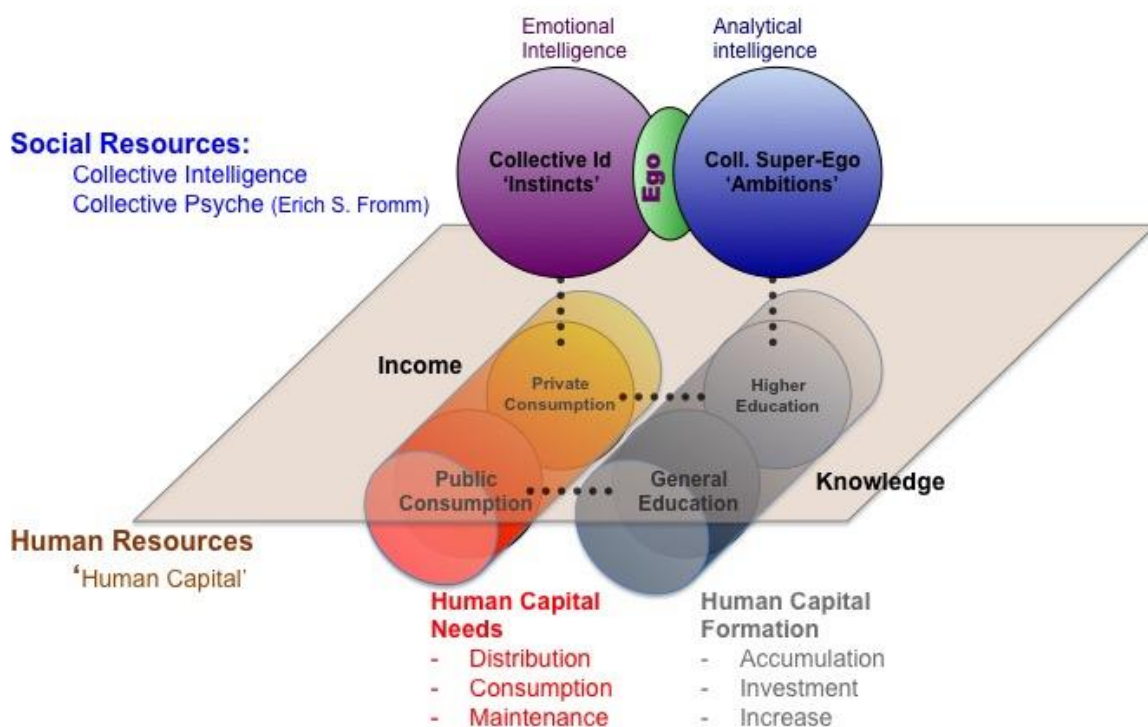 Emotional
Intelligence
Analytical
intelligence
Social Resources:
Collective Intelligence
Collective Psyche (Erich S. Fromm)
Collective Id
'Instincts'
Ego
Coll. Super-Ego
'Ambitions'
Income
Private
Consumption
Higher
Education
Public
Consumption
General
Education
Knowledge
Human Resources
'Human Capital'
Human Capital
Needs
- Distribution
- Consumption
- Maintenance
Human Capital
Formation
- Accumulation
- Investment
- Increase